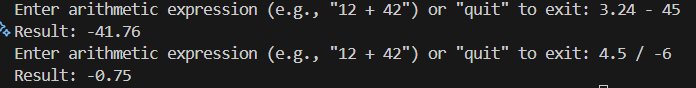 Enter arithmetic expression (e.g., "12 + 42") or "quit" to exit: 3.24 - 45
Result: -41.76
Enter arithmetic expression (e.g., "12 + 42") or "quit" to exit: 4.5 / -6
Result: -0.75